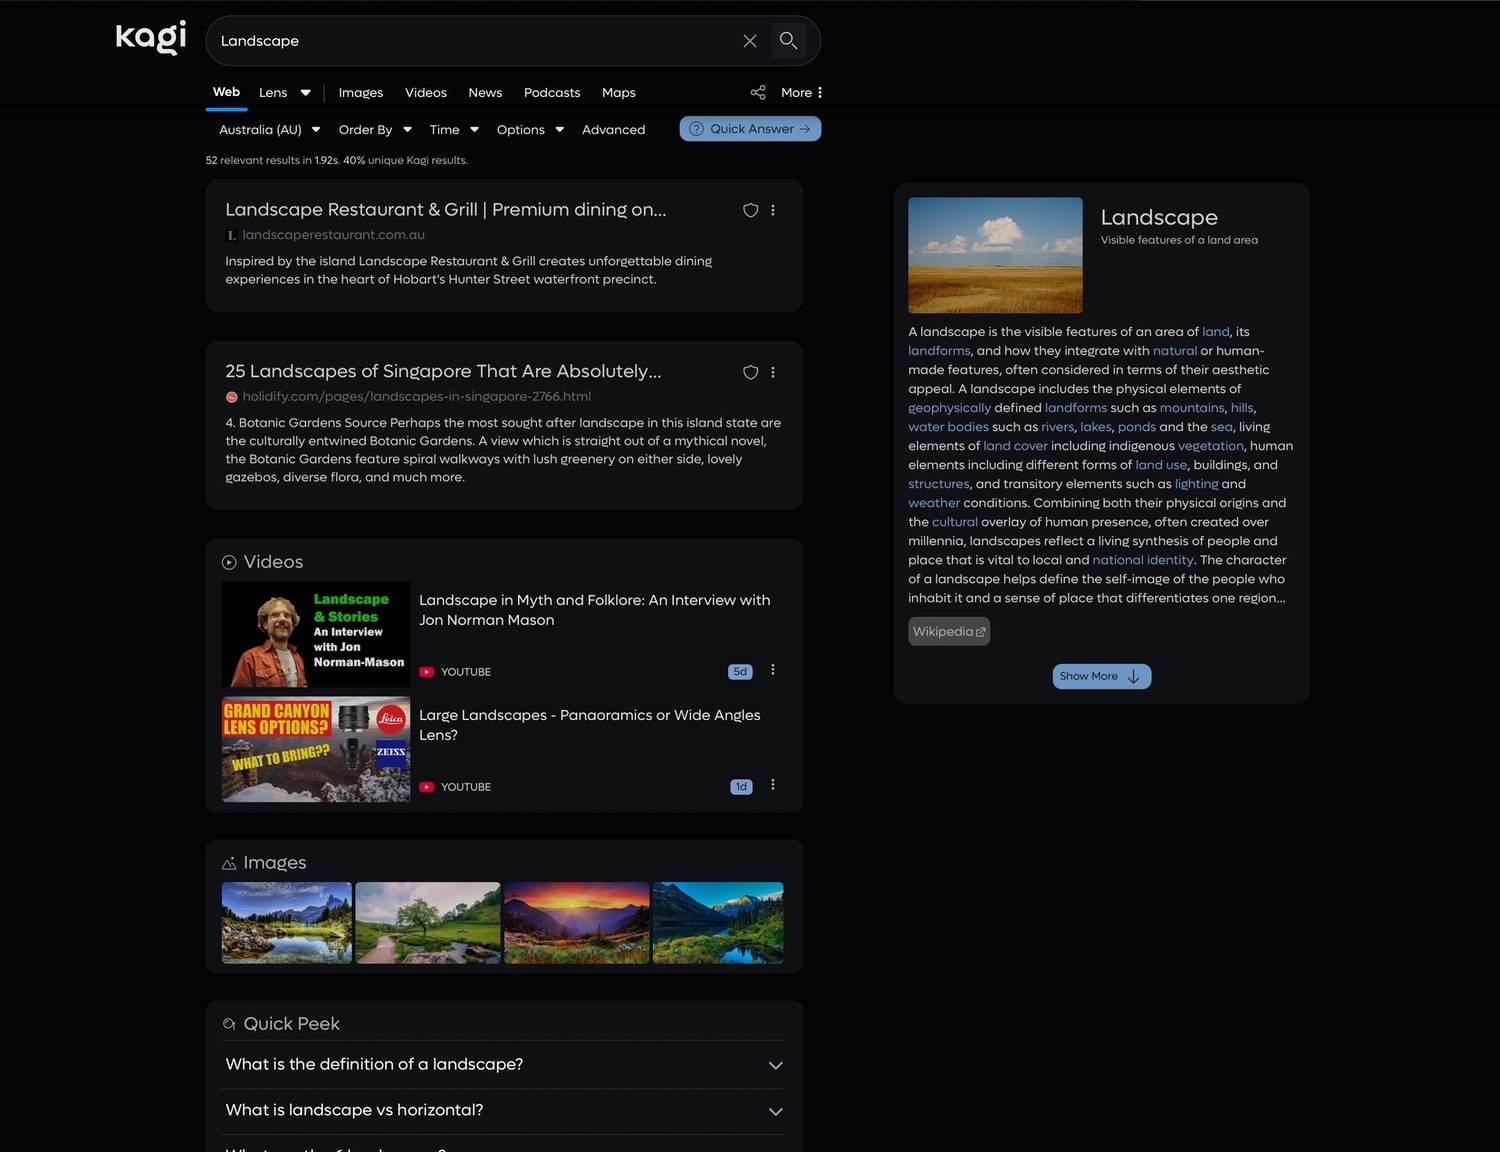 kagi
Landscape
Web
Lens
Images
Videos
News
Podcasts
Maps
More
Australia (AU)
Order By
Time
Options
Advanced
Quick Answer
52 relevant results in 1.92s. 40% unique Kagi results.
Landscape Restaurant & Grill | Premium dining on...
L landscaperestaurant.com.au
Inspired by the island Landscape Restaurant & Grill creates unforgettable dining
experiences in the heart of Hobart's Hunter Street waterfront precinct.
25 Landscapes of Singapore That Are Absolutely...
holidify.com/pages/landscapes-in-singapore-2766.html
4. Botanic Gardens Source Perhaps the most sought after landscape in this island state are
the culturally entwined Botanic Gardens. A view which is straight out of a mythical novel,
the Botanic Gardens feature spiral walkways with lush greenery on either side, lovely
gazebos, diverse flora, and much more.
Videos
Landscape
& Stories
An Interview
with Jon
Norman-Mason
Landscape in Myth and Folklore: An Interview with
Jon Norman Mason
YOUTUBE
5d
GRAND CANYON
LENS OPTIONS?
WHAT TO BRING??
Leica
ZEISS
Large Landscapes - Panaoramics or Wide Angles
Lens?
YOUTUBE
1d
Images
Quick Peek
What is the definition of a landscape?
What is landscape vs horizontal?
Landscape
Visible features of a land area
A landscape is the visible features of an area of land, its
landforms, and how they integrate with natural or human-
made features, often considered in terms of their aesthetic
appeal. A landscape includes the physical elements of
geophysically defined landforms such as mountains, hills,
water bodies such as rivers, lakes, ponds and the sea, living
elements of land cover including indigenous vegetation, human
elements including different forms of land use, buildings, and
structures, and transitory elements such as lighting and
weather conditions. Combining both their physical origins and
the cultural overlay of human presence, often created over
millennia, landscapes reflect a living synthesis of people and
place that is vital to local and national identity. The character
of a landscape helps define the self-image of the people who
inhabit it and a sense of place that differentiates one region...
Wikipedia
Show More